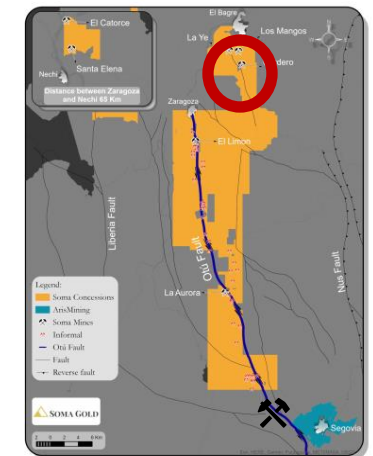 El Catorce
Santa Elena
Nechi
Distance between Zaragoza
and Nechi 65 Km
El Bagre
La Ye
Los Mangos
Zaragoza
El Limon
Liberia Fault
Otú Fault
Nus Fault
La Aurora
Segovia
Legend:
Soma Concessions
ArisMining
Soma Mines
Informal
Otú Fault
Fault
Reverse fault
SOMA GOLD